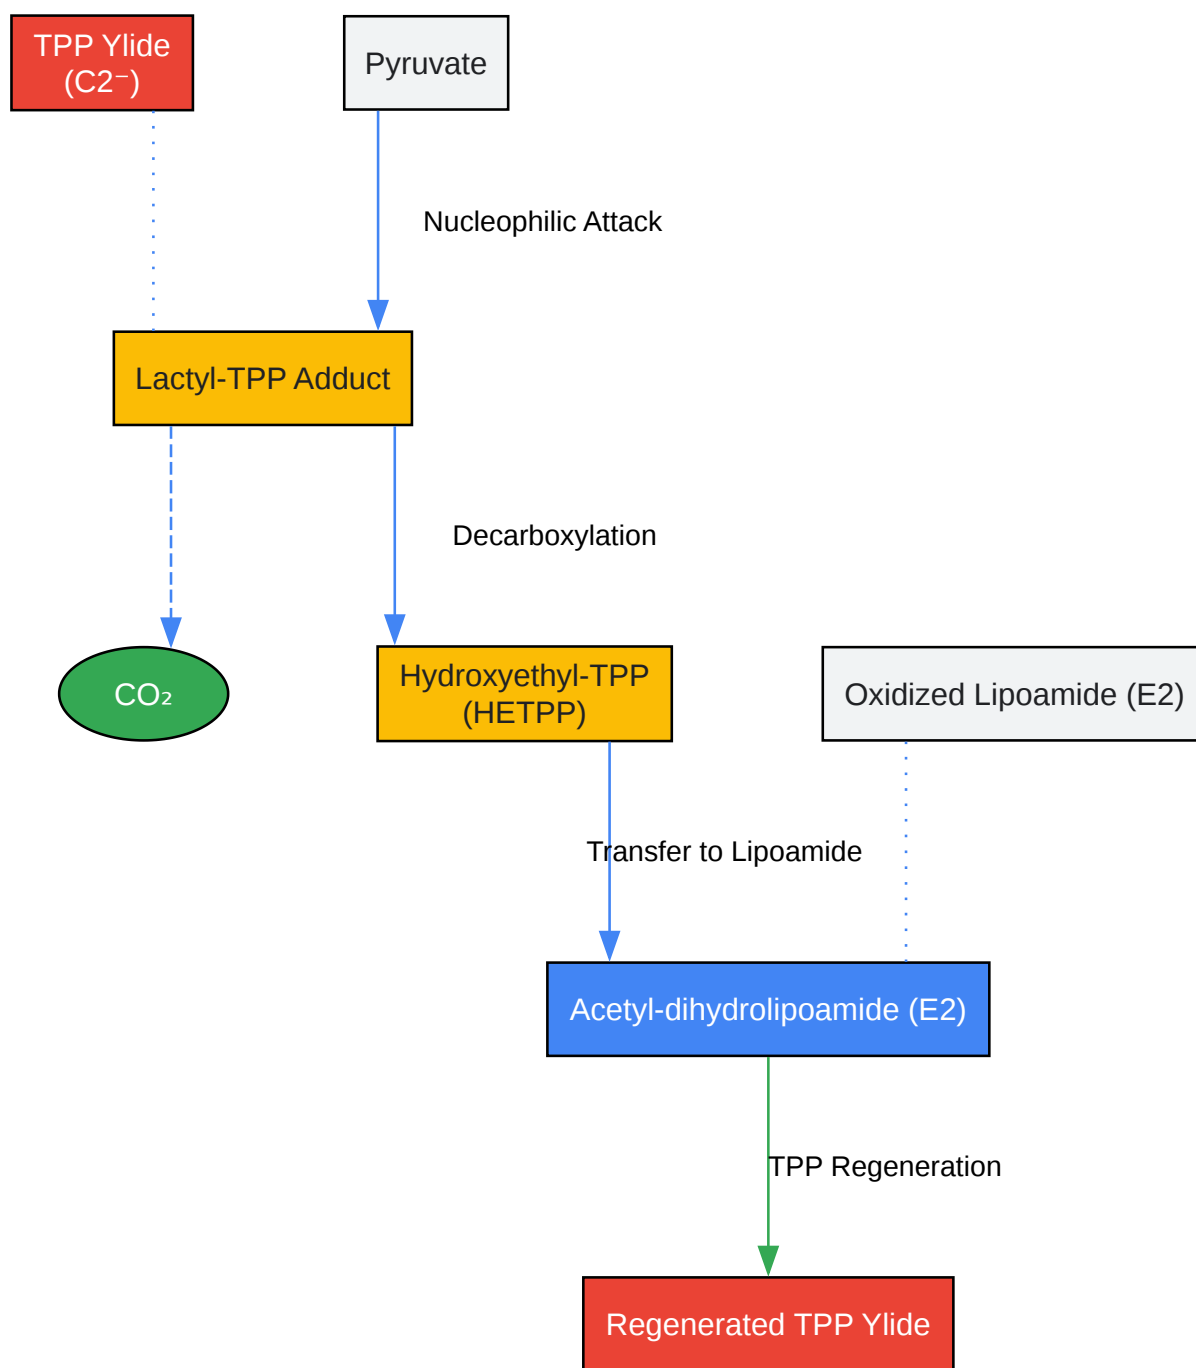 TPP Ylide
(C2⁻)
Pyruvate
Nucleophilic Attack
Lactyl-TPP Adduct
Decarboxylation
CO₂
Hydroxyethyl-TPP
(HETPP)
Oxidized Lipoamide (E2)
Transfer to Lipoamide
Acetyl-dihydrolipoamide (E2)
TPP Regeneration
Regenerated TPP Ylide